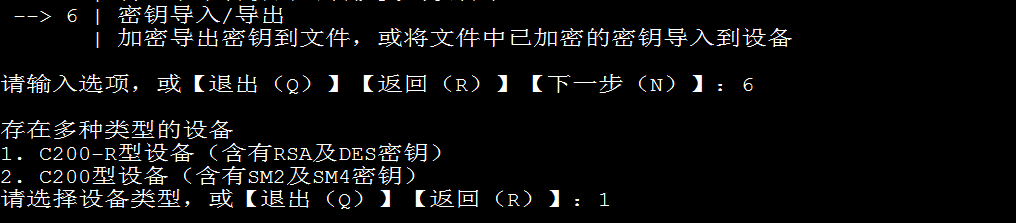 --> 6 | 密钥导入/导出
| 加密导出密钥到文件，或将文件中已加密的密钥导入到设备
请输入选项，或【退出（Q）】【返回（R）】【下一步（N）】：6
存在多种类型的设备
1. C200-R型设备（含有RSA及DES密钥）
2. C200型设备（含有SM2及SM4密钥）
请选择设备类型，或【退出（Q）】【返回（R）】：1